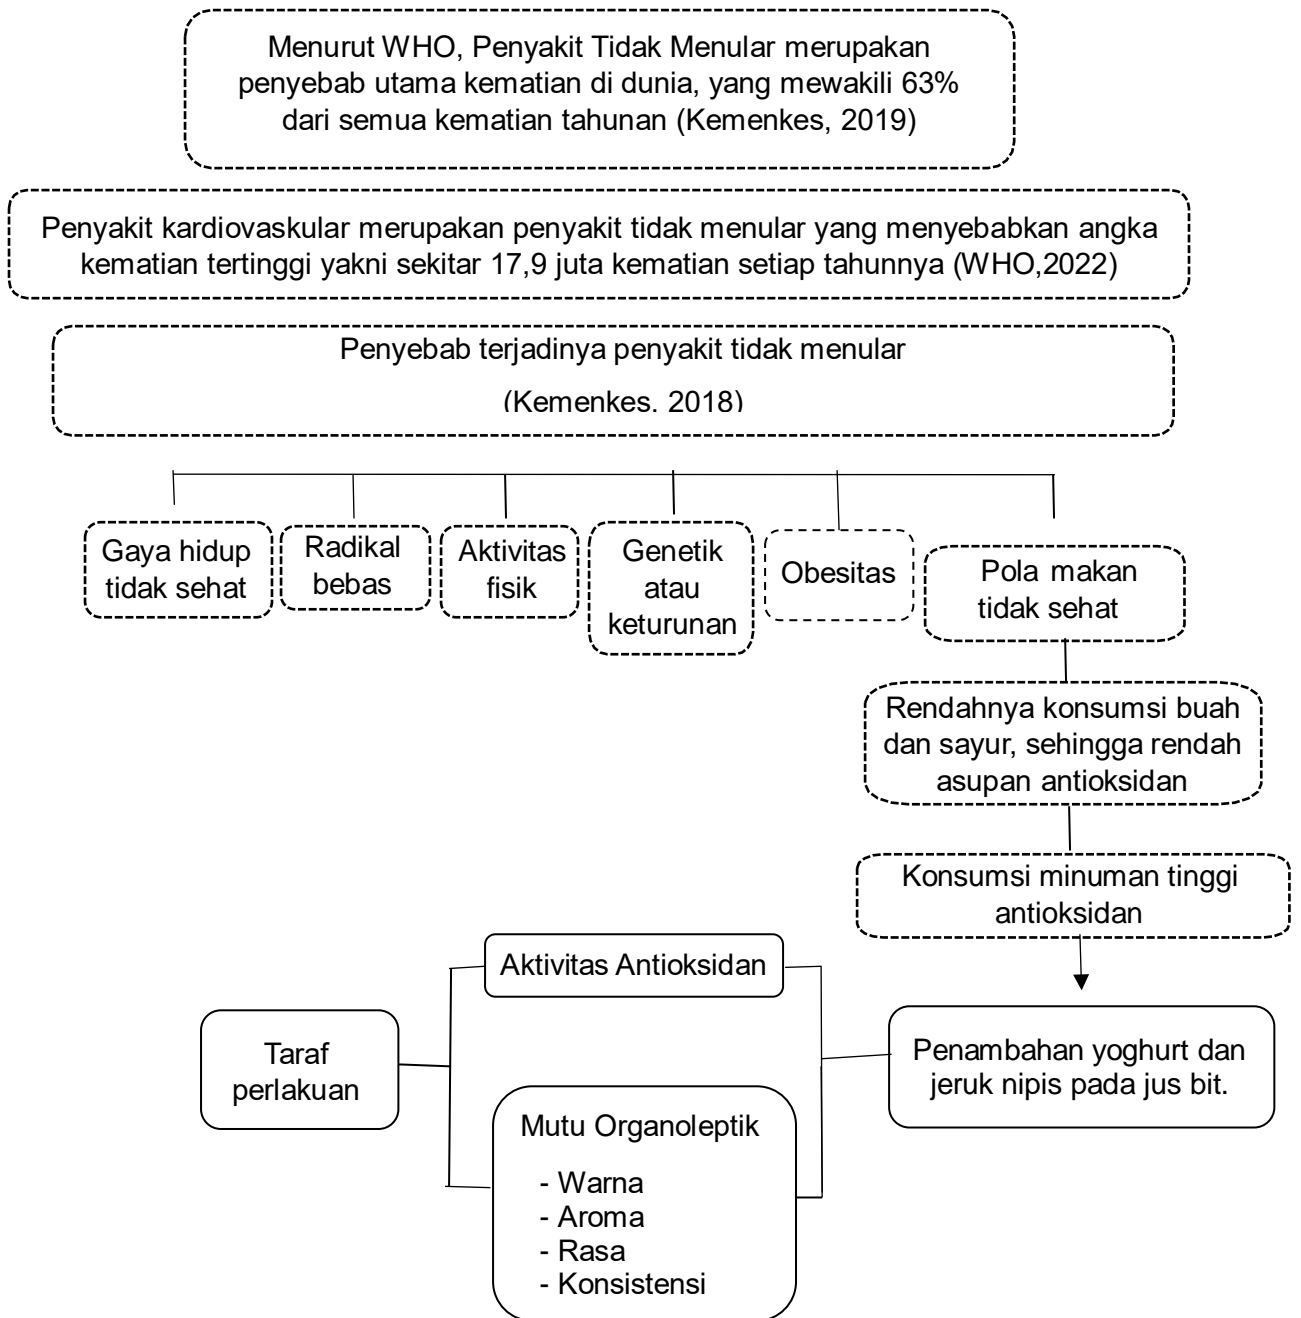 Menurut WHO, Penyakit Tidak Menular merupakan
penyebab utama kematian di dunia, yang mewakili 63%
dari semua kematian tahunan (Kemenkes, 2019)
Penyakit kardiovaskular merupakan penyakit tidak menular yang menyebabkan angka
kematian tertinggi yakni sekitar 17,9 juta kematian setiap tahunnya (WHO,2022)
Penyebab terjadinya penyakit tidak menular
(Kemenkes. 2018)
Gaya hidup
tidak sehat
Radikal
bebas
Aktivitas
fisik
Genetik
atau
keturunan
Obesitas
Pola makan
tidak sehat
Rendahnya konsumsi buah
dan sayur, sehingga rendah
asupan antioksidan
Konsumsi minuman tinggi
antioksidan
Aktivitas Antioksidan
Taraf
perlakuan
Penambahan yoghurt dan
jeruk nipis pada jus bit.
Mutu Organoleptik
- Warna
- Aroma
- Rasa
- Konsistensi